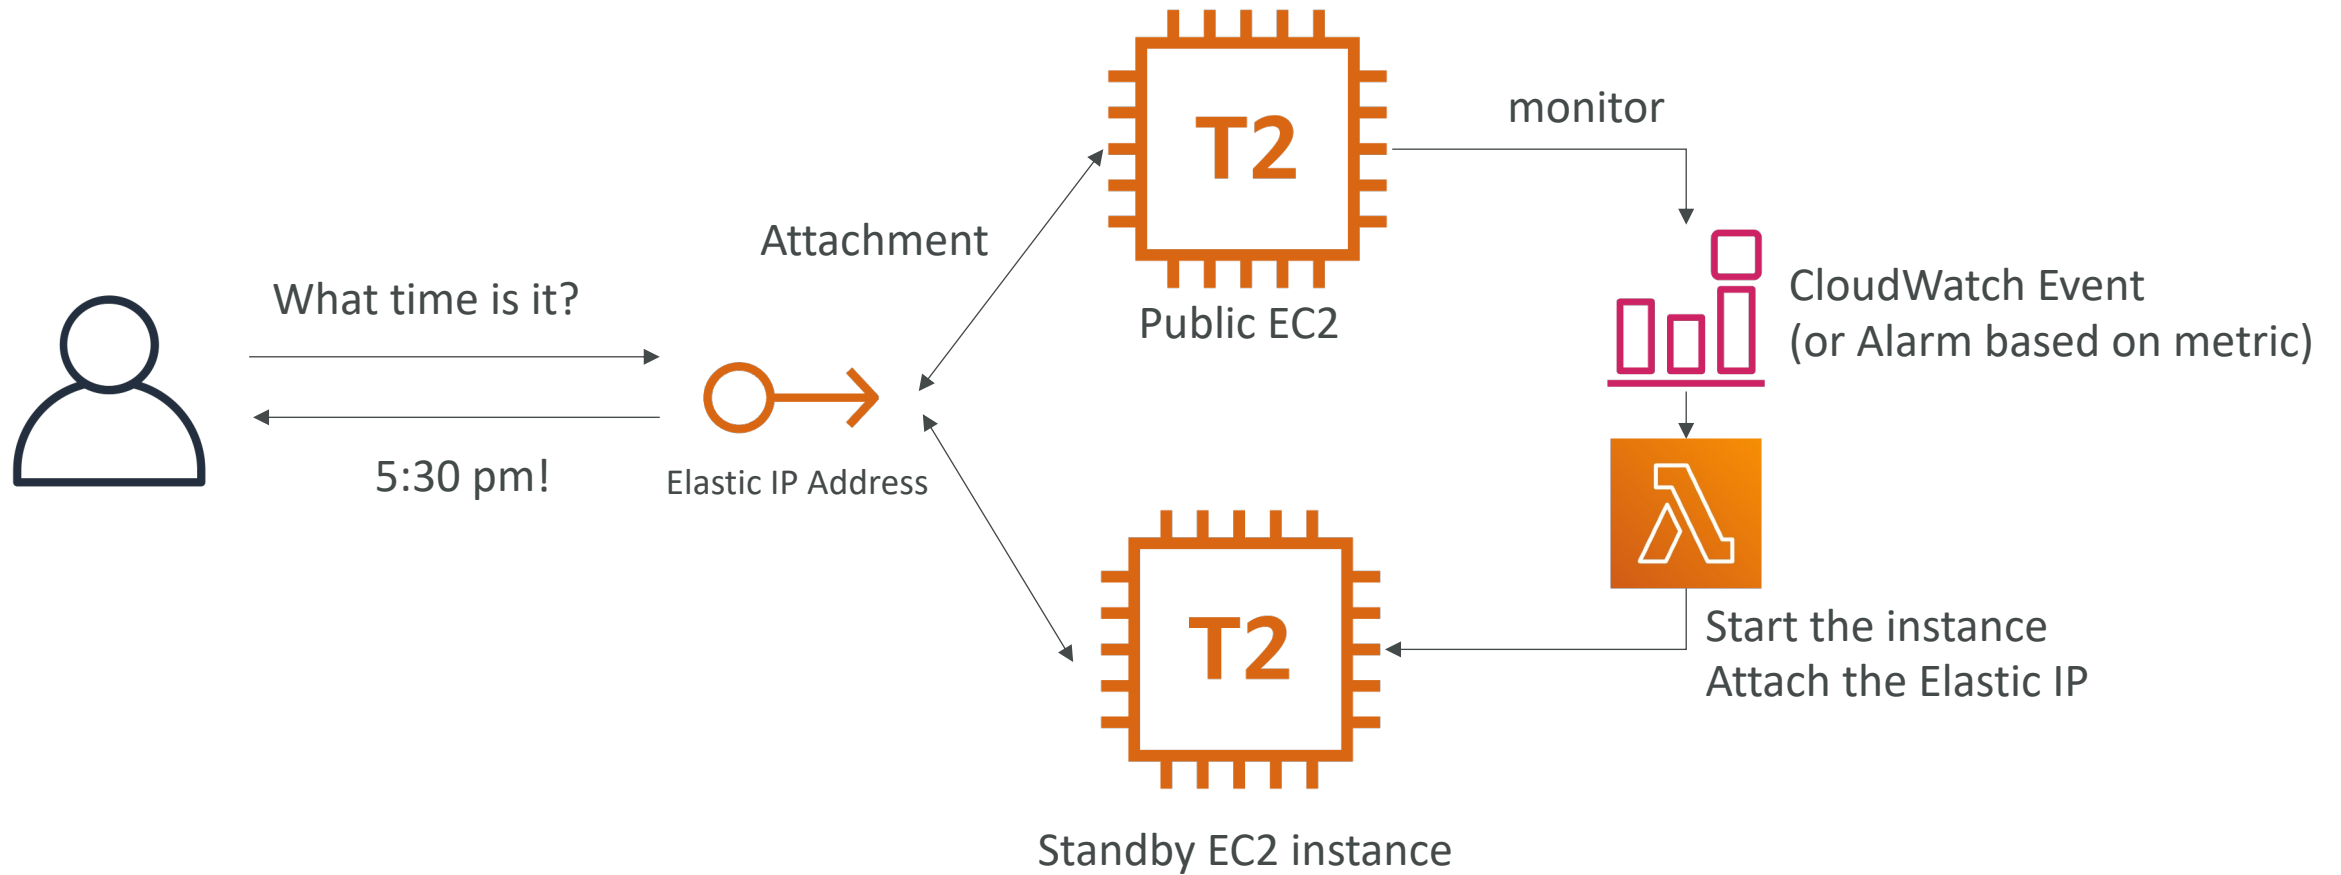 What time is it?
5:30 pm!
Elastic IP Address
Attachment
T2
Public EC2
monitor
CloudWatch Event
(or Alarm based on metric)
Start the instance
Attach the Elastic IP
T2
Standby EC2 instance